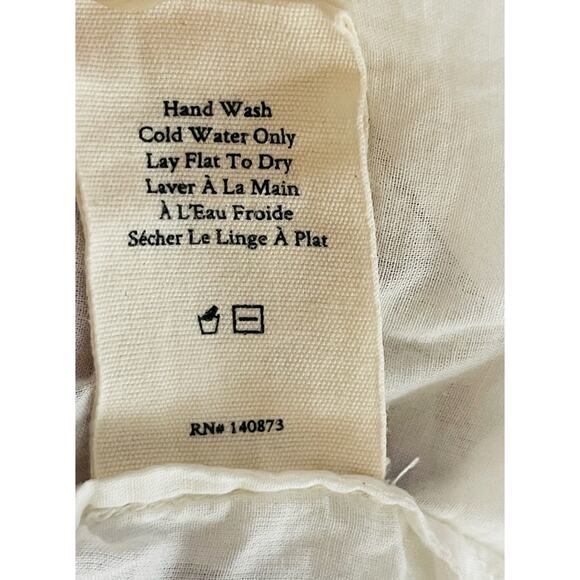 Hand Wash
Cold Water Only
Lay Flat To Dry
Laver À La Main
À L'Eau Froide
Sécher Le Linge À Plat
RN# 140873